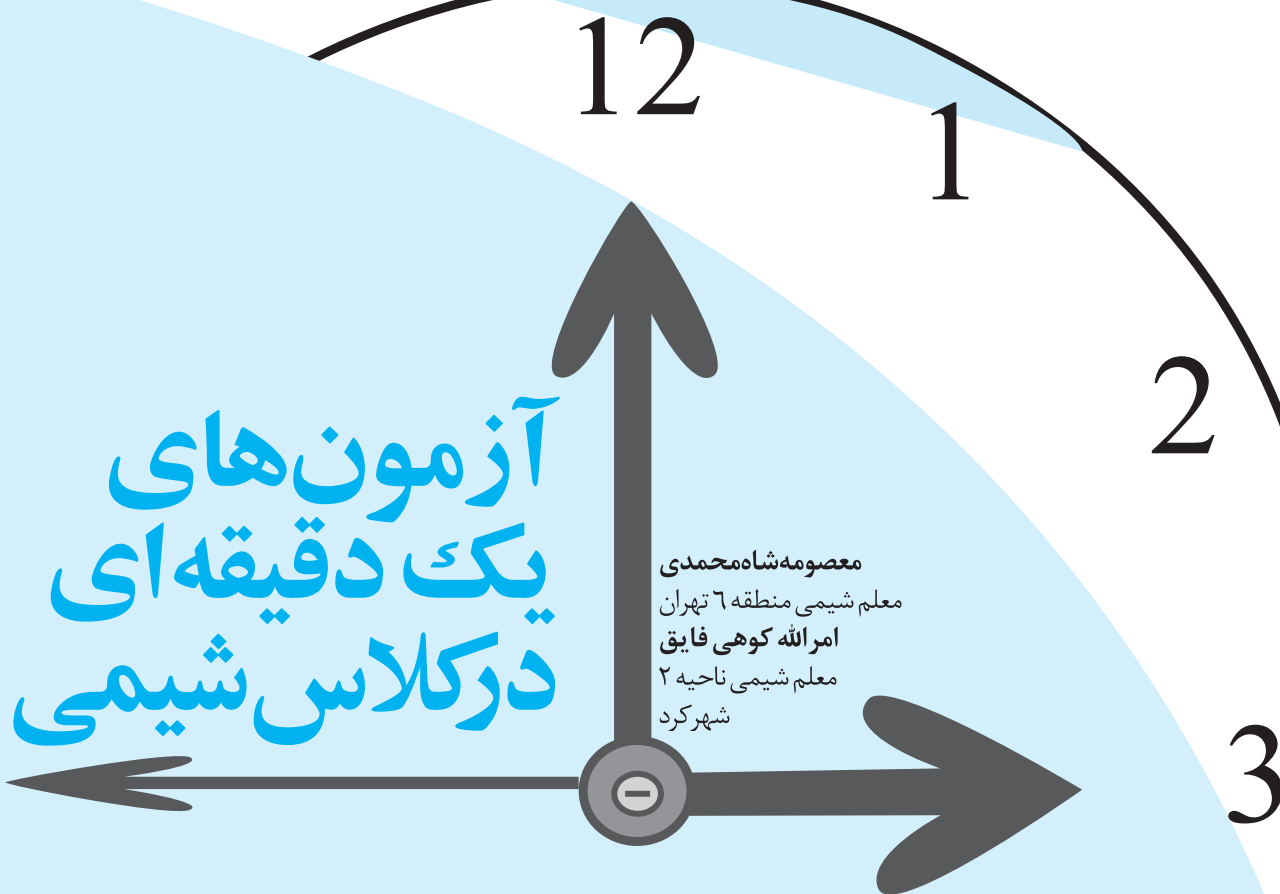 12
1
2
3
آزمون‌های
یک دقیقه‌ای
درکلاس شیمی
معصومه‌شاه‌محمدی
معلم شیمی منطقه ٦ تهران
امرالله کوهی فایق
معلم شیمی ناحیه ۲
شهرکرد